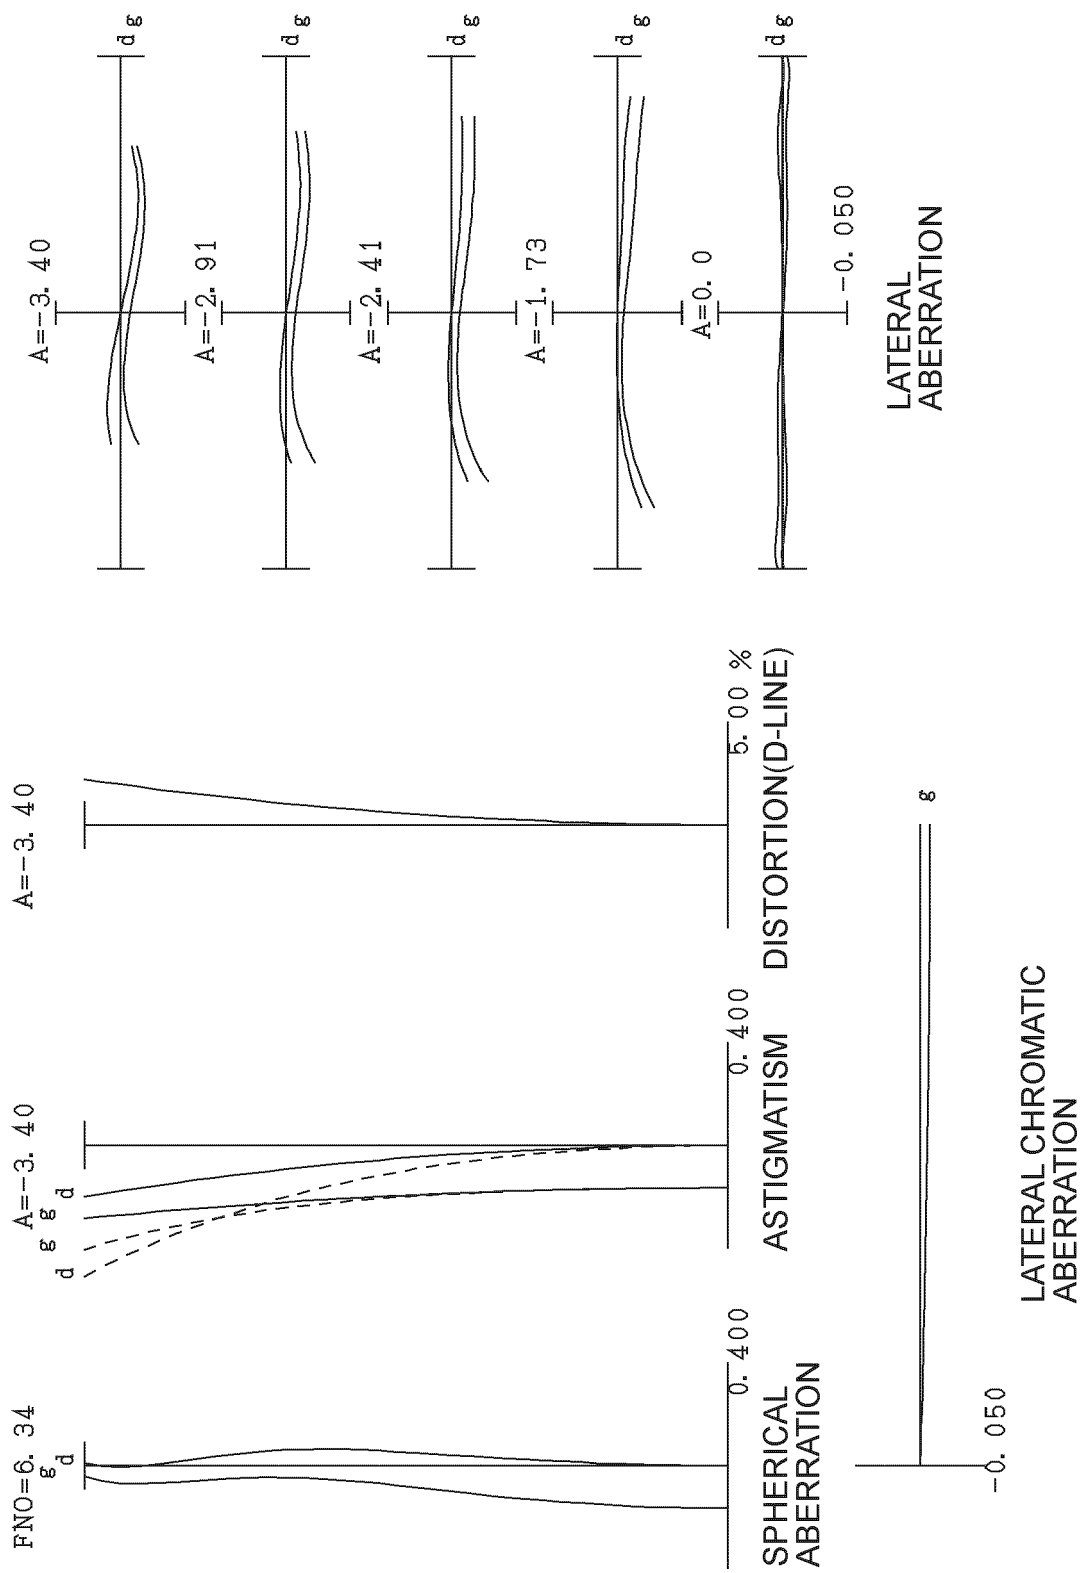 FNO=6. 34
g
d
0. 400
SPHERICAL
ABERRATION
A=-3. 40
d
g
g
d
0. 400
ASTIGMATISM
A=-3. 40
5. 00 %
DISTORTION(D-LINE)
g
-0. 050
LATERAL CHROMATIC
ABERRATION
A=-3. 40
d g
A=-2. 91
d g
A=-2. 41
d g
A=-1. 73
d g
A=0. 0
d g
-0. 050
LATERAL
ABERRATION